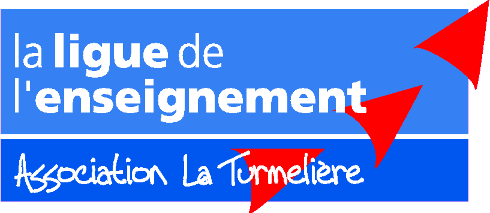 la ligue de
l'enseignement
Association La Turmelière